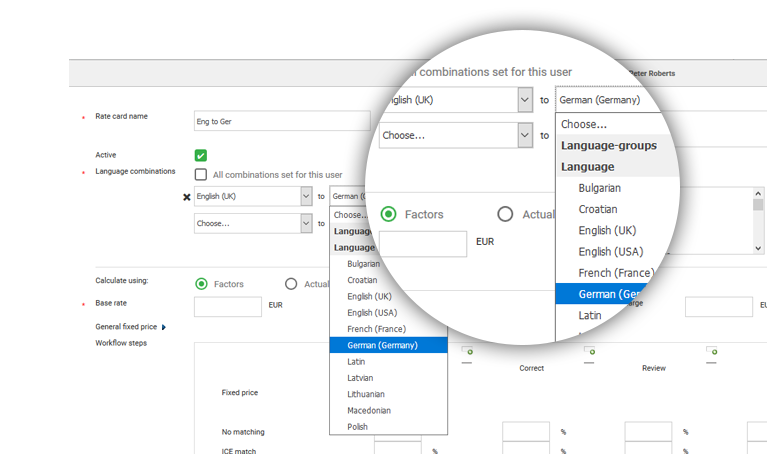 ll combinations set for this user
Peter Roberts
English (UK)
to
German (Germany)
Choose...
to
Choose...
Language-groups
Language
Bulgarian
Croatian
English (UK)
English (USA)
French (France)
German (Ger
Latin
Factors
Actual
EUR
* Rate card name
Eng to Ger
Active
* Language combinations
All combinations set for this user
English (UK)
to
German (G
Choose...
to
Choose...
Languag
Language
Bulgarian
Croatian
English (UK)
English (USA)
French (France)
German (Germany)
Latin
Latvian
Lithuanian
Macedonian
Polish
Calculate using:
Factors
Actual
* Base rate
EUR
arge
EU
General fixed price
Workflow steps
Correct
Review
Fixed price
No matching
%
%
%
ICE match
%
%
%